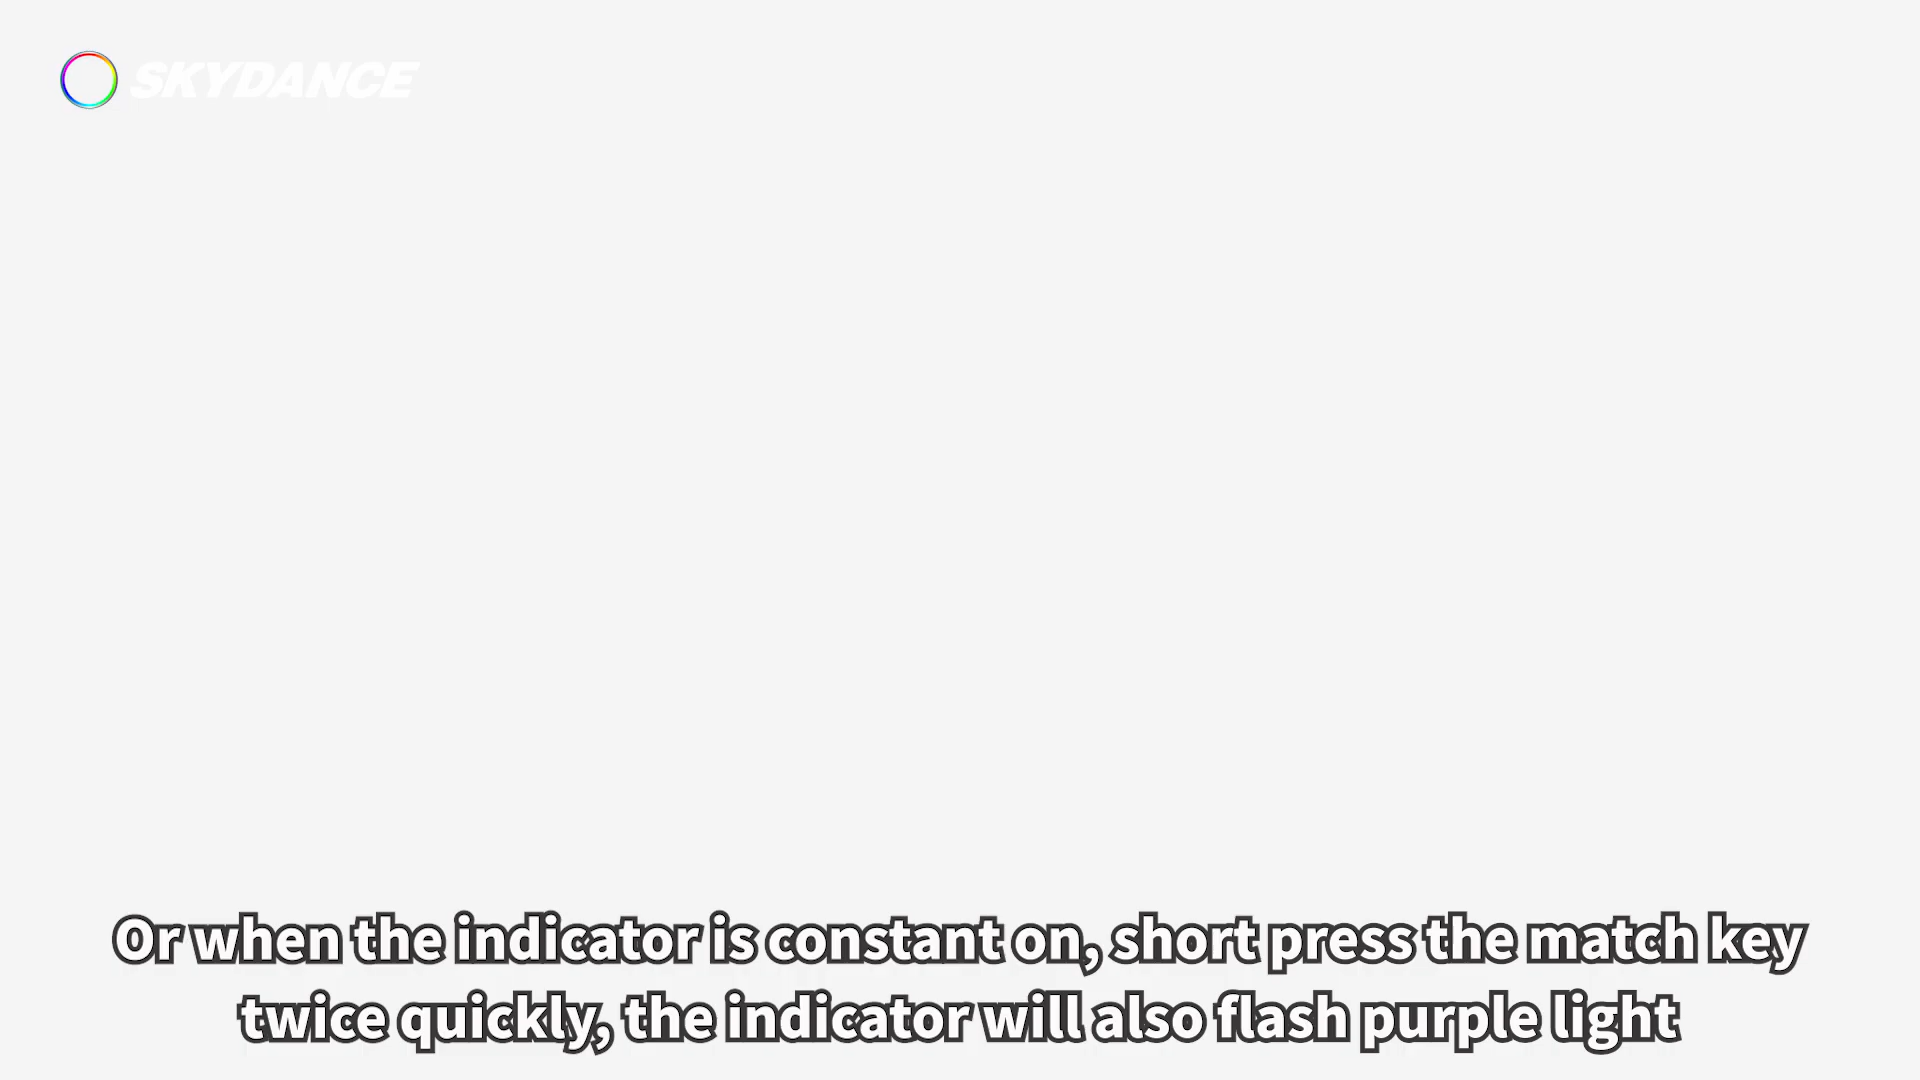 SKYDANCE
Or when the indicator is constant on, short press the match key
twice quickly, the indicator will also flash purple light